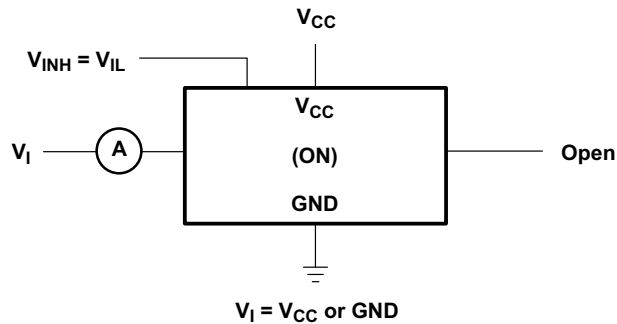 VCC
VINH = VIL
VCC
VI
A
(ON)
Open
GND
VI = VCC or GND